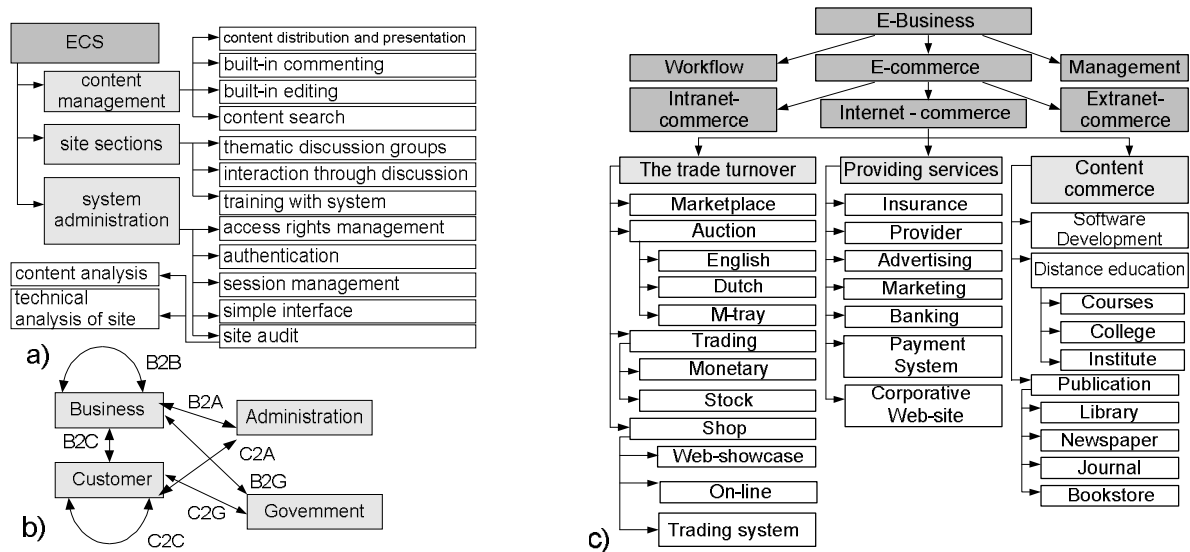 ECS
content
management
site sections
system
administration
content distribution and presentation
built-in commenting
built-in editing
content search
thematic discussion groups
interaction through discussion
training with system
access rights management
authentication
session management
simple interface
site audit
content analysis
technical
analysis of site
a)
B2B
Business
B2A
Administration
B2C
C2A
Customer
B2G
C2G
Government
C2C
b)
E-Business
Workflow
E-commerce
Management
Intranet-
commerce
Internet - commerce
Extranet-
commerce
The trade turnover
Marketplace
Auction
English
Dutch
M-tray
Trading
Monetary
Stock
Shop
Web-showcase
On-line
Trading system
Providing services
Insurance
Provider
Advertising
Marketing
Banking
Payment
System
Corporative
Web-site
Content
commerce
Software
Development
Distance education
Courses
College
Institute
Publication
Library
Newspaper
Journal
Bookstore
c)